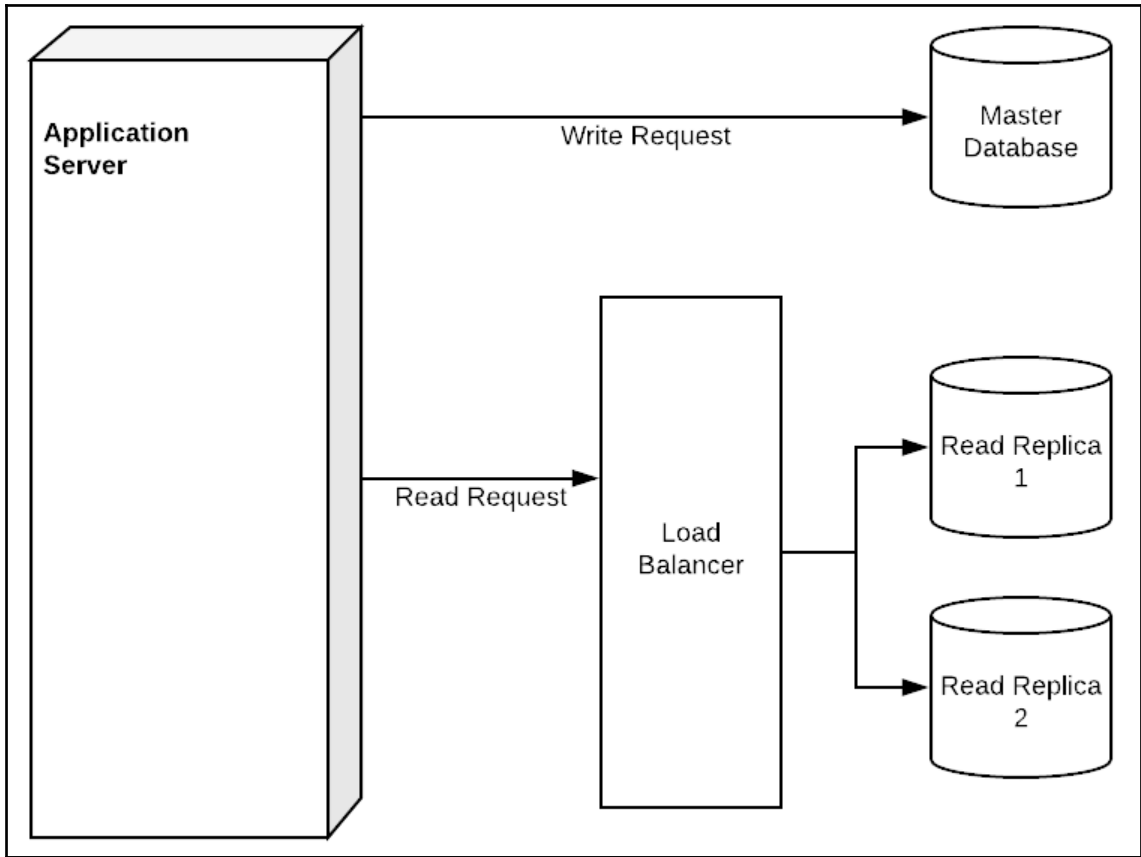 Application
Server
Write Request
Master
Database
Read Request
Load
Balancer
Read Replica
1
Read Replica
2